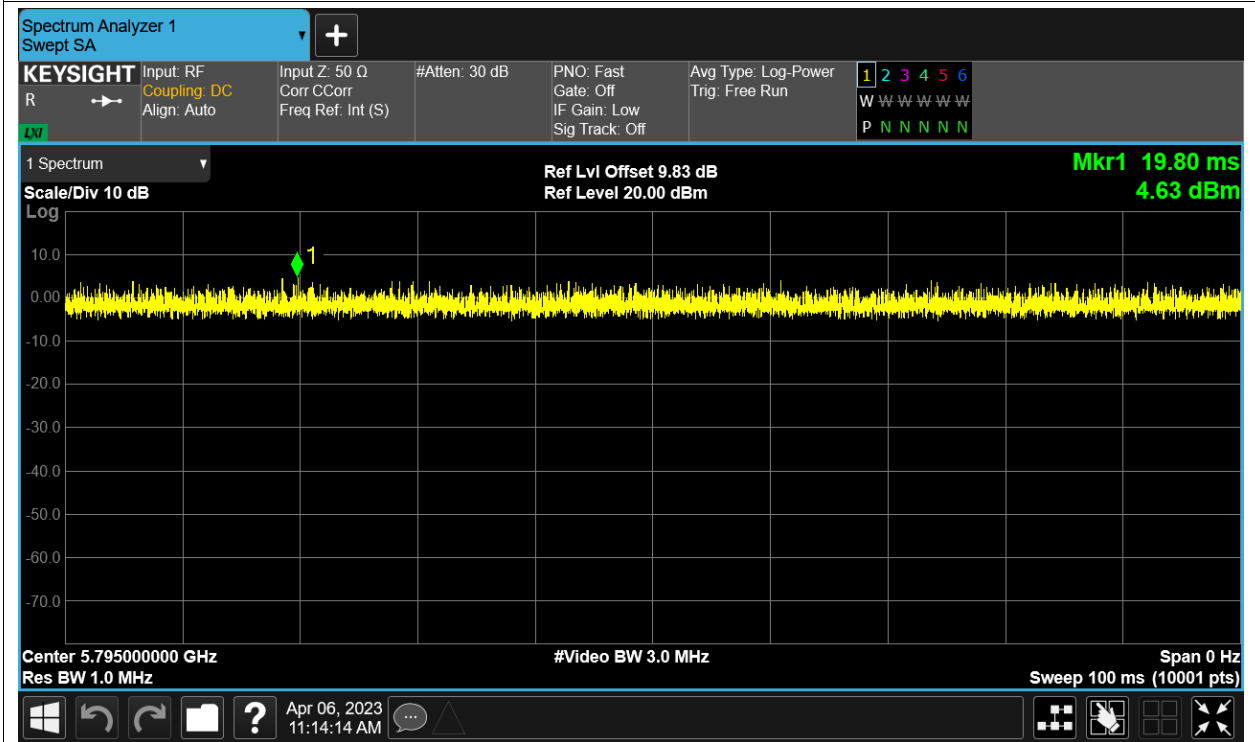 Spectrum Analyzer 1
Swept SA
KEYSIGHT
R
LXI
Input: RF
Coupling: DC
Align: Auto
Input Z: 50 Ω
Corr CCorr
Freq Ref: Int (S)
#Atten: 30 dB
PNO: Fast
Gate: Off
IF Gain: Low
Sig Track: Off
Avg Type: Log-Power
Trig: Free Run
1 2 3 4 5 6
W W W W W W
P N N N N N
1 Spectrum
Scale/Div 10 dB
Ref Lvl Offset 9.83 dB
Ref Level 20.00 dBm
Mkr1 19.80 ms
4.63 dBm
Log
1
10.0
0.00
-10.0
-20.0
-30.0
-40.0
-50.0
-60.0
-70.0
Center 5.795000000 GHz
#Video BW 3.0 MHz
Span 0 Hz
Res BW 1.0 MHz
Sweep 100 ms (10001 pts)
?
Apr 06, 2023
11:14:14 AM